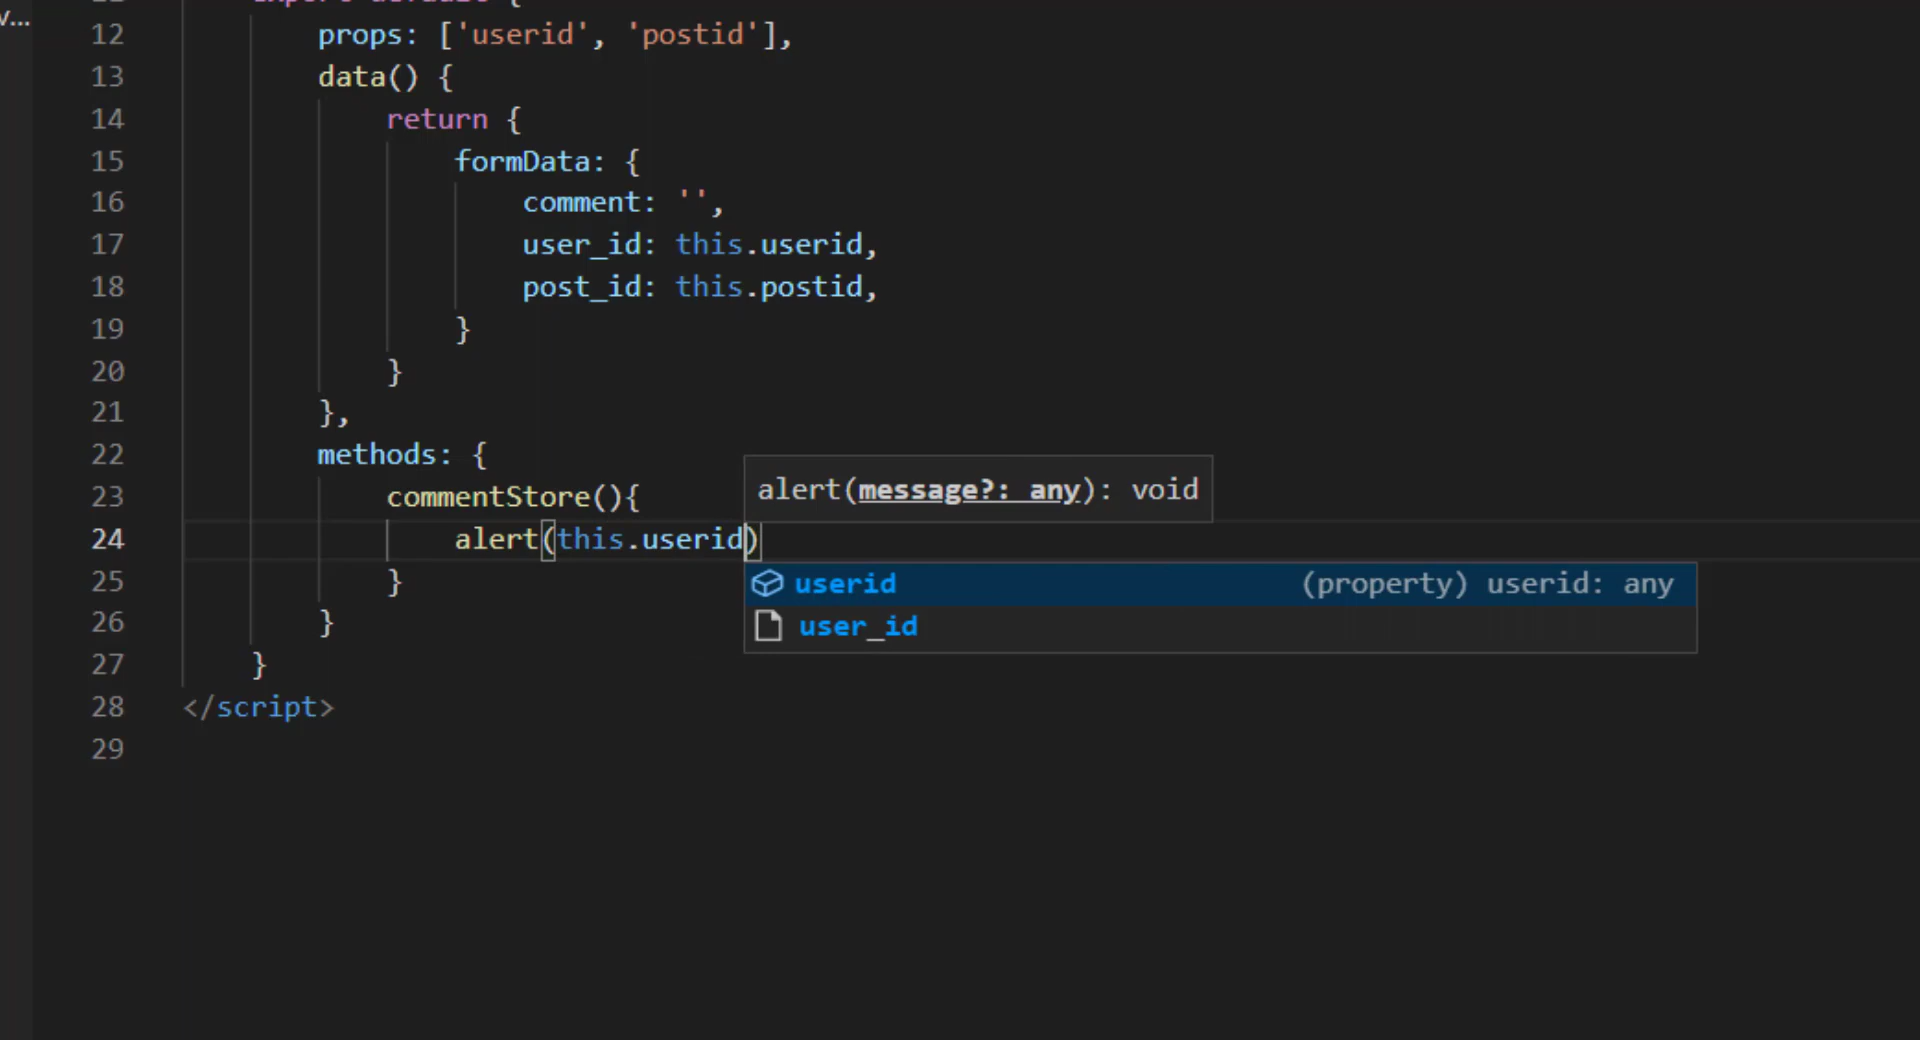 v...
export default {
12 props: ['userid', 'postid'],
13 data() {
14 return {
15 formData: {
16 comment: '',
17 user_id: this.userid,
18 post_id: this.postid,
19 }
20 }
21 },
22 methods: {
23 commentStore(){
alert(message?: any): void
24 alert(this.userid)
25 }
userid (property) userid: any
26 }
user_id
27 }
28 </script>
29